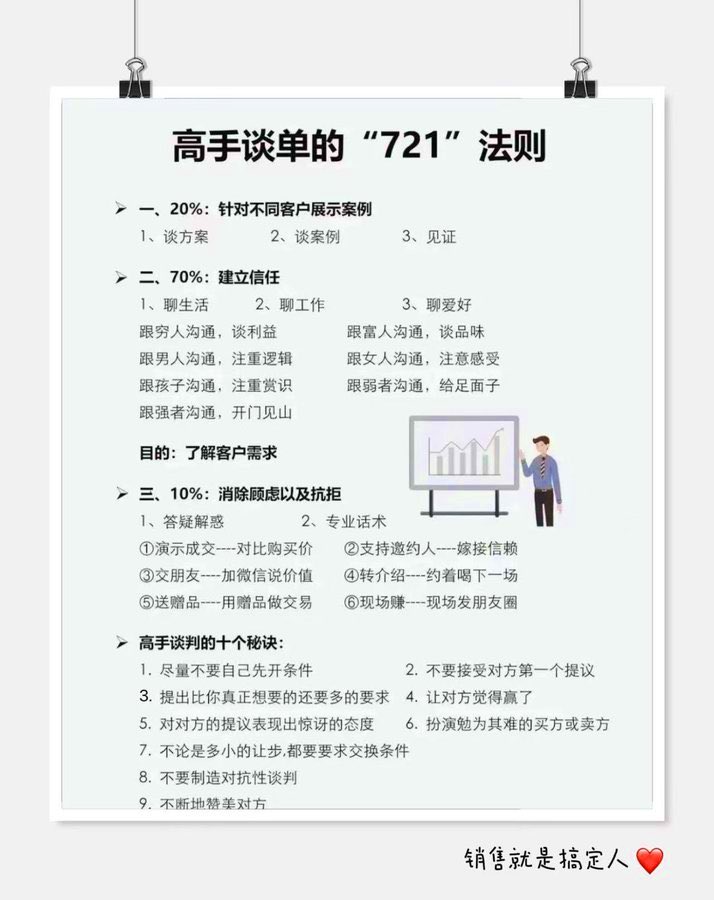 高手谈单的“721”法则
➢ 一、20%：针对不同客户展示案例
1、谈方案 2、谈案例 3、见证
➢ 二、70%：建立信任
1、聊生活 2、聊工作 3、聊爱好
跟穷人沟通，谈利益 跟富人沟通，谈品味
跟男人沟通，注重逻辑 跟女人沟通，注意感受
跟孩子沟通，注重赏识 跟弱者沟通，给足面子
跟强者沟通，开门见山
目的：了解客户需求
➢ 三、10%：消除顾虑以及抗拒
1、答疑解惑 2、专业话术
①演示成交----对比购买价 ②支持邀约人----嫁接信赖
③交朋友----加微信说价值 ④转介绍----约着喝下一场
⑤送赠品----用赠品做交易 ⑥现场赚----现场发朋友圈
➢ 高手谈判的十个秘诀：
1. 尽量不要自己先开条件 2. 不要接受对方第一个提议
3. 提出比你真正想要的还要多的要求 4. 让对方觉得赢了
5. 对对方的提议表现出惊讶的态度 6. 扮演勉为其难的买方或卖方
7. 不论是多小的让步,都要要求交换条件
8. 不要制造对抗性谈判
9. 不断地赞美对方
销售就是搞定人❤️